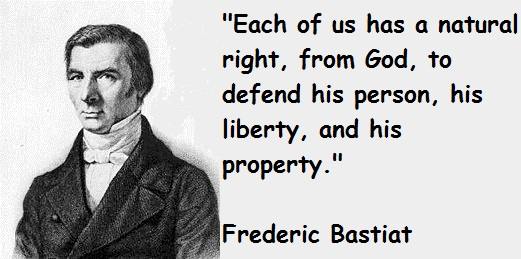 "Each of us has a natural
right, from God, to
defend his person, his
liberty, and his
property."
Frederic Bastiat